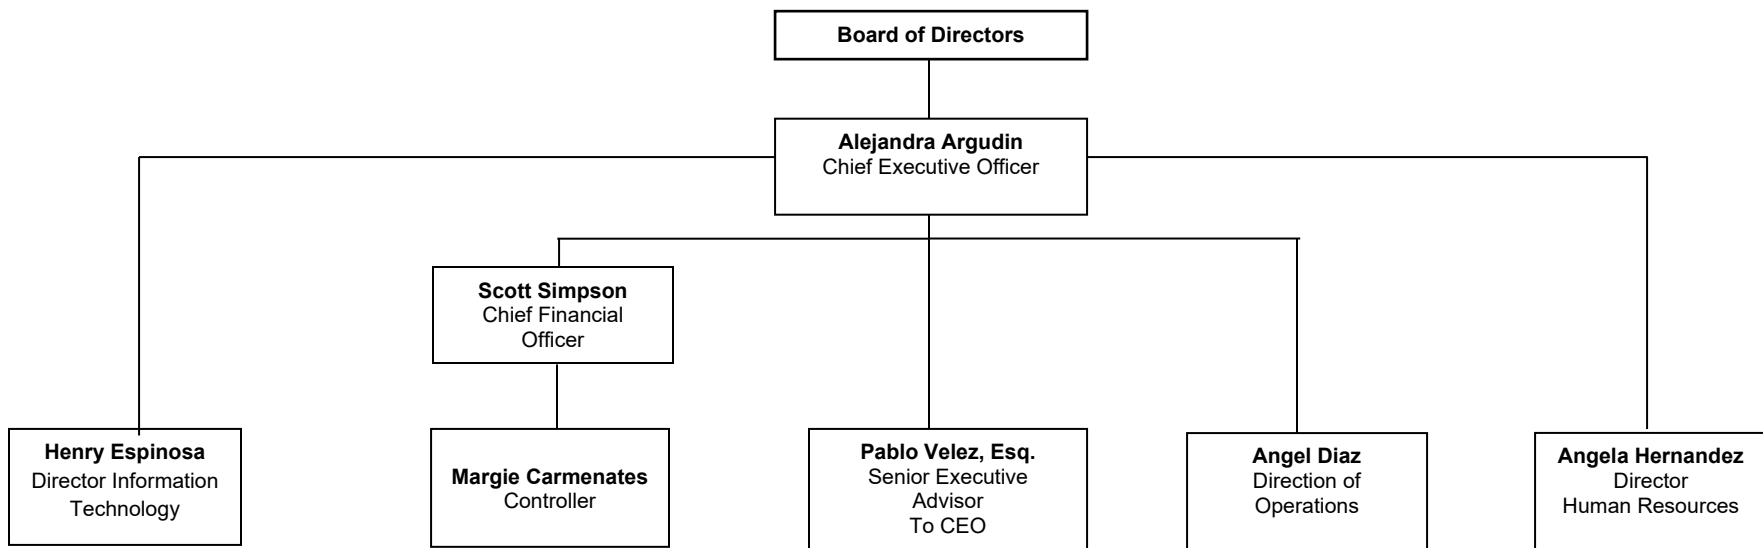 Board of Directors
Alejandra Argudin
Chief Executive Officer
Scott Simpson
Chief Financial
Officer
Henry Espinosa
Director Information
Technology
Margie Carmenates
Controller
Pablo Velez, Esq.
Senior Executive
Advisor
To CEO
Angel Diaz
Direction of
Operations
Angela Hernandez
Director
Human Resources